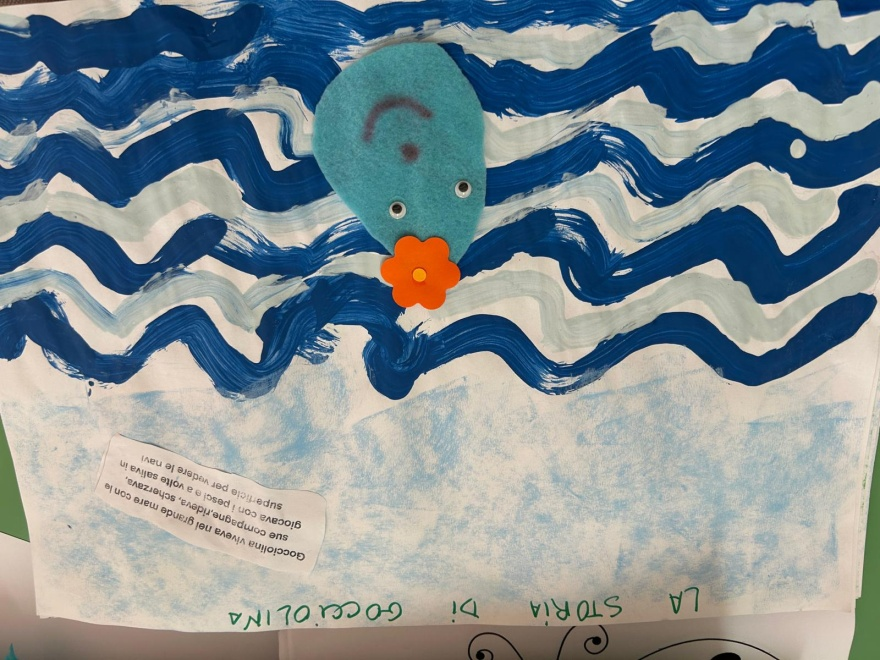 LA STORIA Di GOCCiOLINA
Gocciolina viveva nel grande mare con le
sue compagne,rideva, scherzava,
giocava con i pesci e a volte saliva in
superficie per vedere le navi